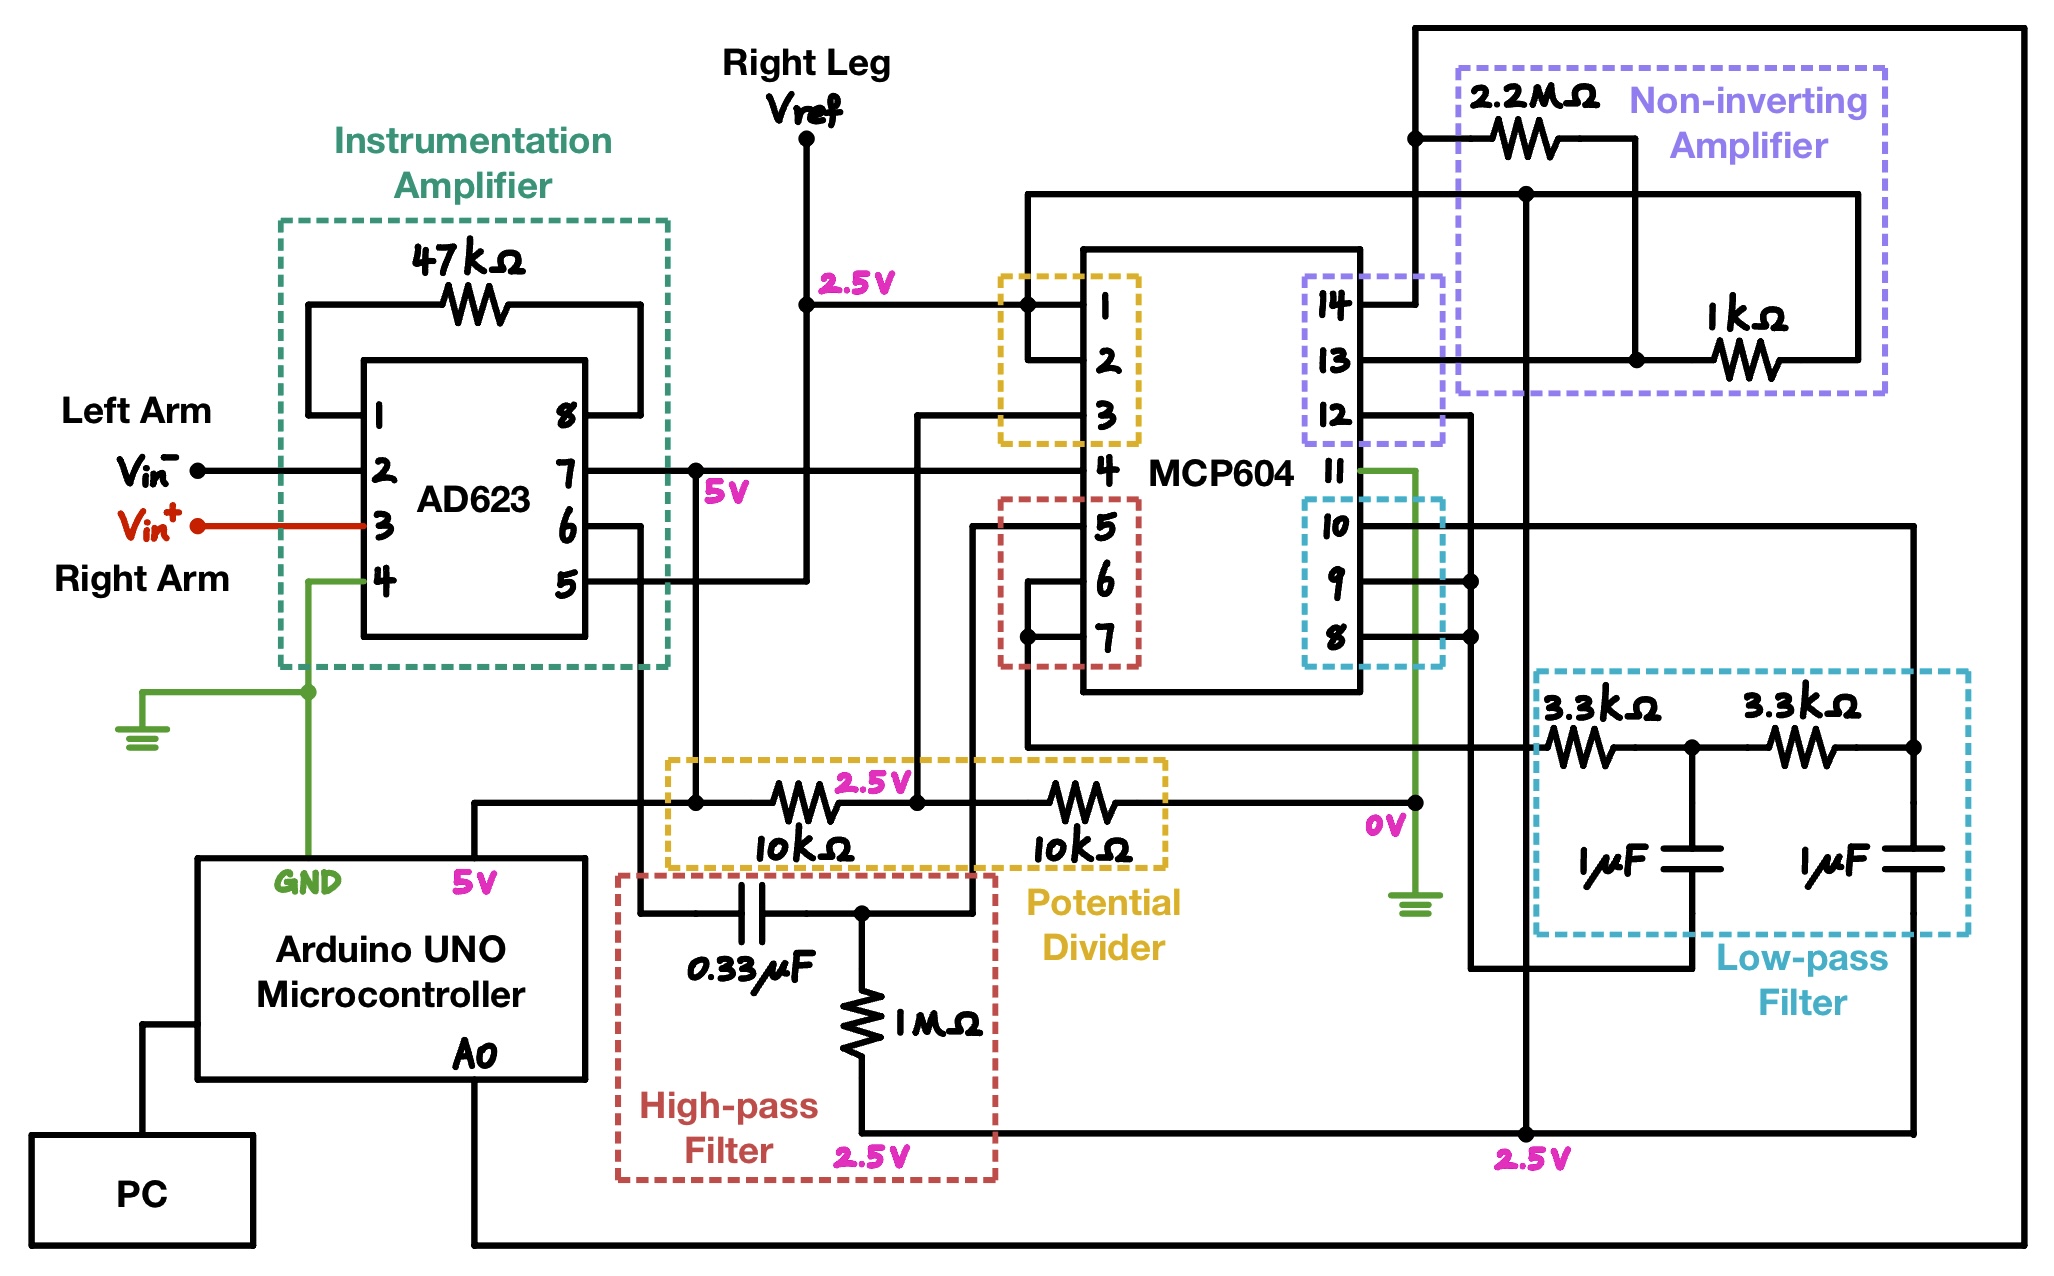 Right Leg
Vref
2.2MΩ
Non-inverting
Amplifier
Instrumentation
Amplifier
47kΩ
2.5V
1
2
3
4
5
6
7
MCP604
14
13
12
11
10
9
8
1kΩ
Left Arm
Vin-
Vin+
Right Arm
1
2
3
4
AD623
8
7
6
5
5V
3.3kΩ
3.3kΩ
1μF
1μF
Low-pass
Filter
2.5V
10kΩ
10kΩ
0V
Potential
Divider
GND
5V
Arduino UNO
Microcontroller
A0
0.33μF
1MΩ
High-pass
Filter
2.5V
2.5V
PC